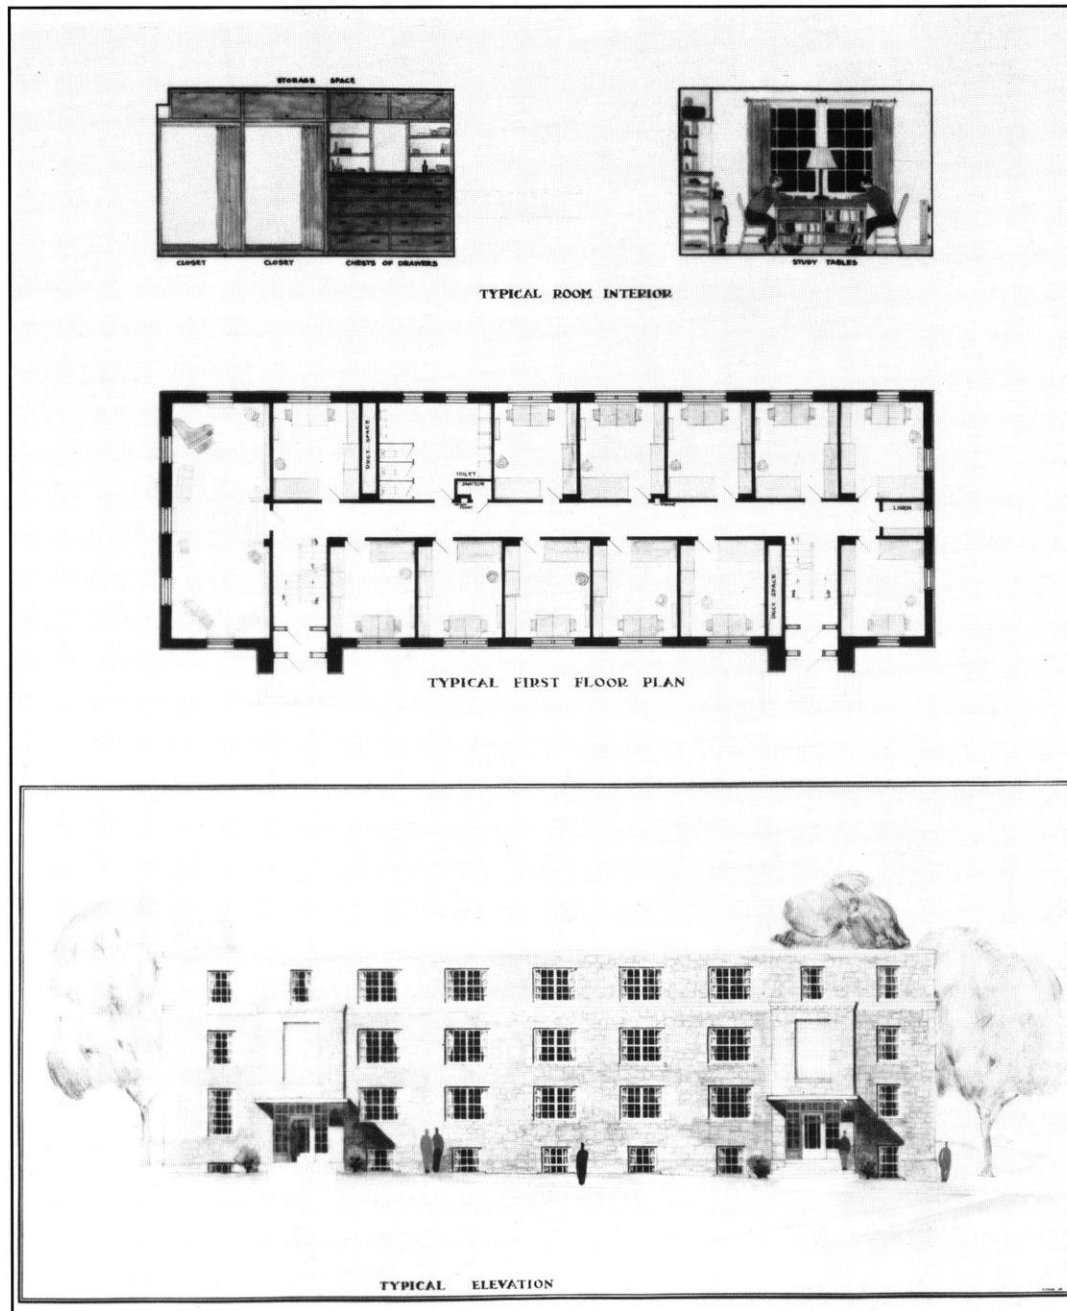 STORAGE SPACE
CLOSET CLOSET CHESTS OF DRAWERS
STUDY TABLES
TYPICAL ROOM INTERIOR
DUCT SPACE
TOILET
JANITOR
LINEN
DUCT SPACE
TYPICAL FIRST FLOOR PLAN
TYPICAL ELEVATION